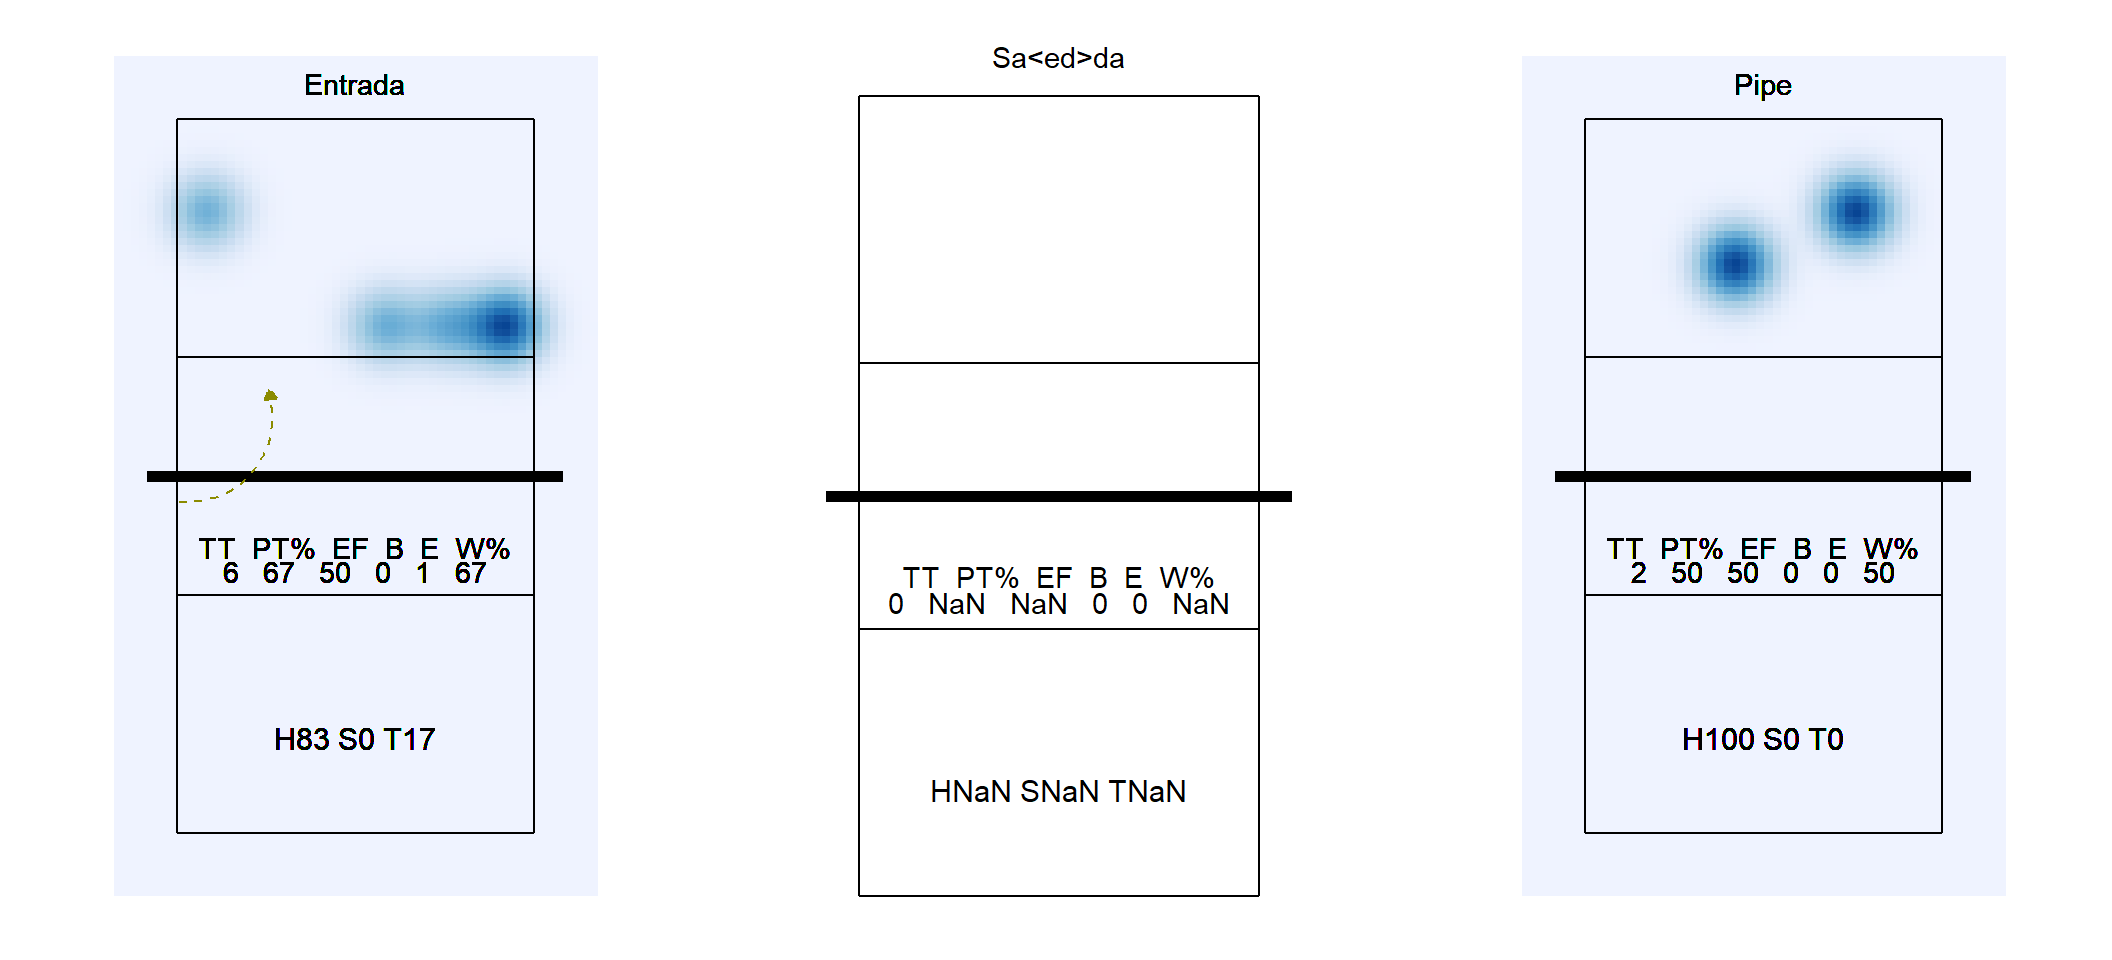 Entrada
TT PT% EF B E W%
6 67 50 0 1 67
H83 S0 T17
Sa<ed>da
TT PT% EF B E W%
0 NaN NaN 0 0 NaN
HNaN SNaN TNaN
Pipe
TT PT% EF B E W%
2 50 50 0 0 50
H100 S0 T0